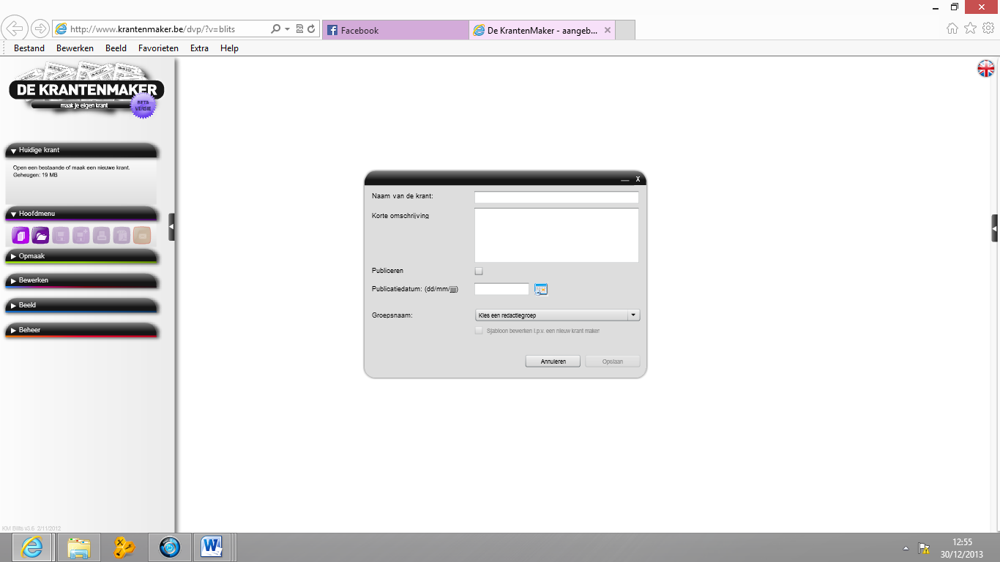 http://www.krantenmaker.be/dvp/?v=blits
Facebook
De KrantenMaker - aangeb...
Bestand Bewerken Beeld Favorieten Extra Help
DE KRANTENMAKER
maak je eigen krant
BETA
VERSIE
Huidige krant
Open een bestaande of maak een nieuwe krant.
Geheugen: 19 MB
Hoofdmenu
Opmaak
Bewerken
Beeld
Beheer
X
Naam van de krant:
Korte omschrijving
Publiceren
Publicatiedatum: (dd/mm/jjjj)
Groepsnaam:
Kies een redactiegroep
Sjabloon bewerken i.p.v. een nieuw krant maken
Annuleren
Opslaan
KM Blits v3.6 2/11/2012
12:55
30/12/2013